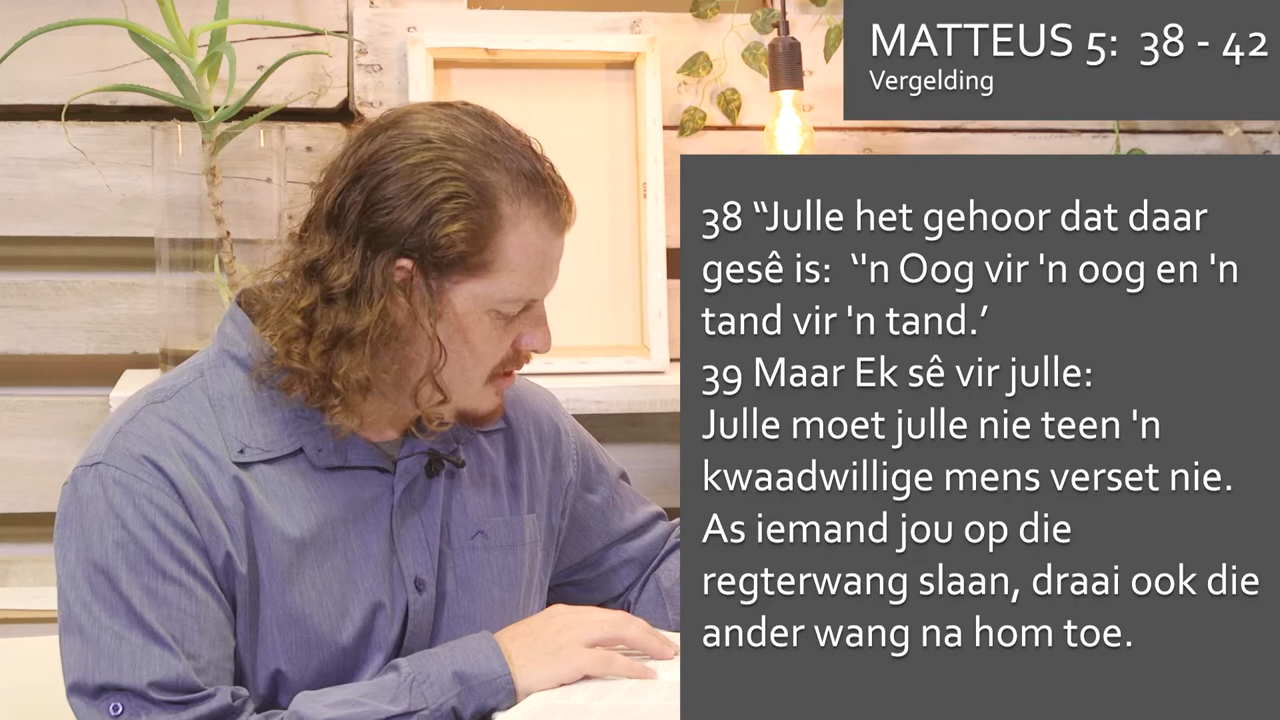 MATTEUS 5: 38 - 42
Vergelding
38 “Julle het gehoor dat daar
gesê is: ‘'n Oog vir 'n oog en 'n
tand vir 'n tand.’
39 Maar Ek sê vir julle:
Julle moet julle nie teen 'n
kwaadwillige mens verset nie.
As iemand jou op die
regterwang slaan, draai ook die
ander wang na hom toe.